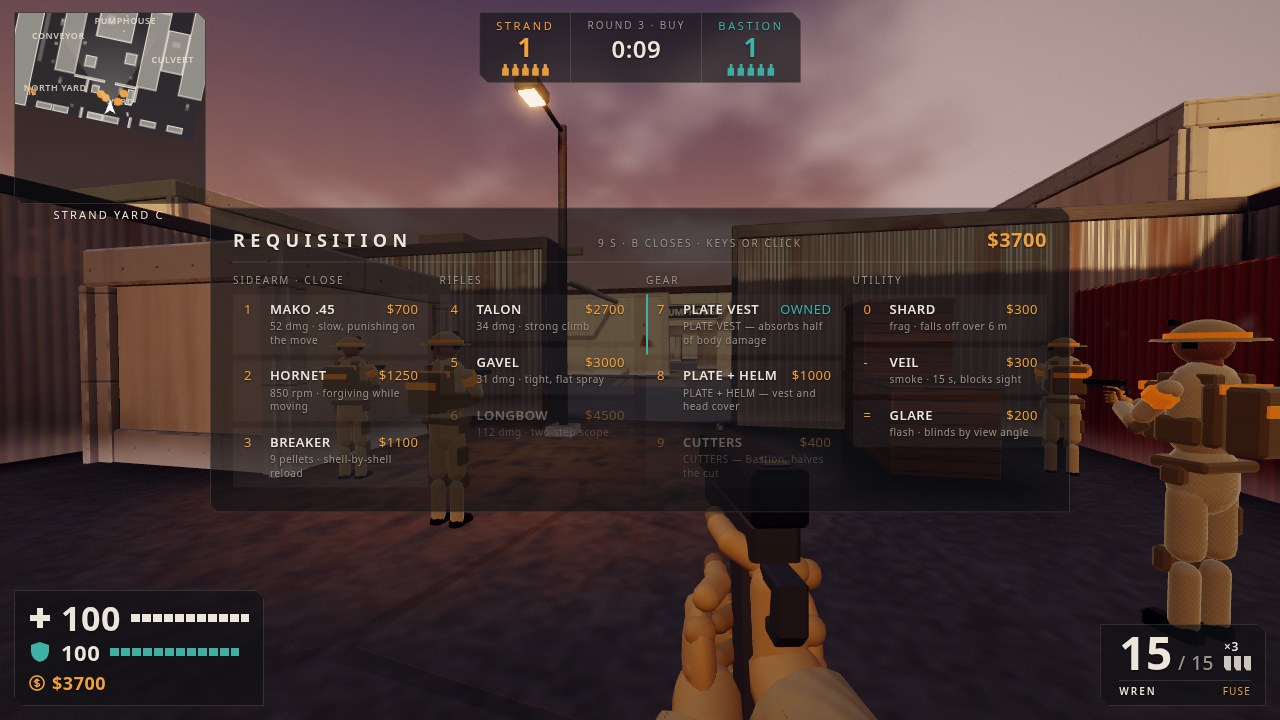 PUMPHOUSE
CONVEYOR
CULVERT
NORTH YARD
STRAND YARD C
STRAND
1
ROUND 3 · BUY
0:09
BASTION
1
REQUISITION
9 S · B CLOSES · KEYS OR CLICK
$3700
SIDEARM · CLOSE
1 MAKO .45 $700
52 dmg · slow, punishing on
the move
2 HORNET $1250
850 rpm · forgiving while
moving
3 BREAKER $1100
9 pellets · shell-by-shell
reload
RIFLES
4 TALON $2700
34 dmg · strong climb
5 GAVEL $3000
31 dmg · tight, flat spray
6 LONGBOW $4500
112 dmg · two-step scope
GEAR
7 PLATE VEST OWNED
PLATE VEST — absorbs half
of body damage
8 PLATE + HELM $1000
PLATE + HELM — vest and
head cover
9 CUTTERS $400
CUTTERS — Bastion, halves
the cut
UTILITY
0 SHARD $300
frag · falls off over 6 m
- VEIL $300
smoke · 15 s, blocks sight
= GLARE $200
flash · blinds by view angle
100
100
$3700
15 / 15
×3
WREN FUSE